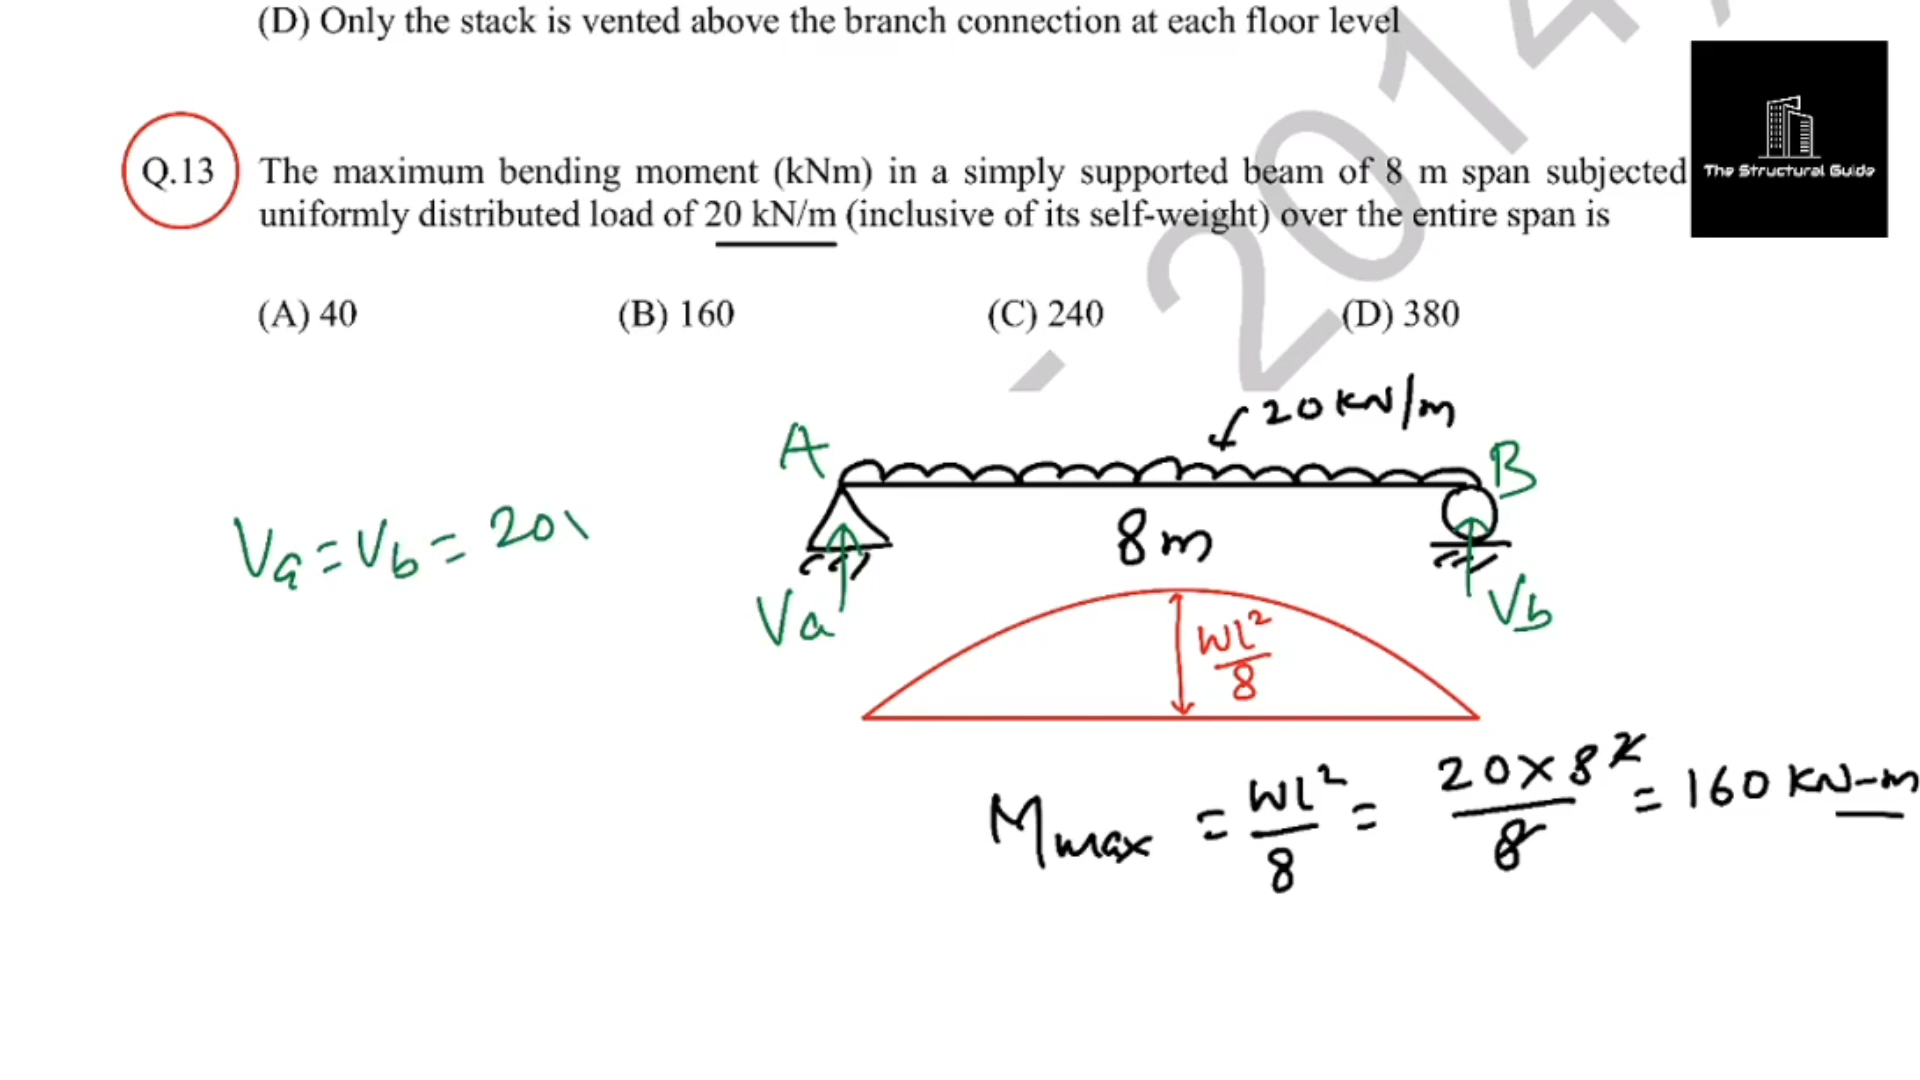 (D) Only the stack is vented above the branch connection at each floor level
Q.13 The maximum bending moment (kNm) in a simply supported beam of 8 m span subjected
uniformly distributed load of 20 kN/m (inclusive of its self-weight) over the entire span is
The Structural Guide
(A) 40 (B) 160 (C) 240 (D) 380
2014
20 kN/m
A B
Va = Vb = 20
8 m
Va Vb
Wl²/8
Mmax = Wl²/8 = 20 x 8²/8 = 160 kN-m